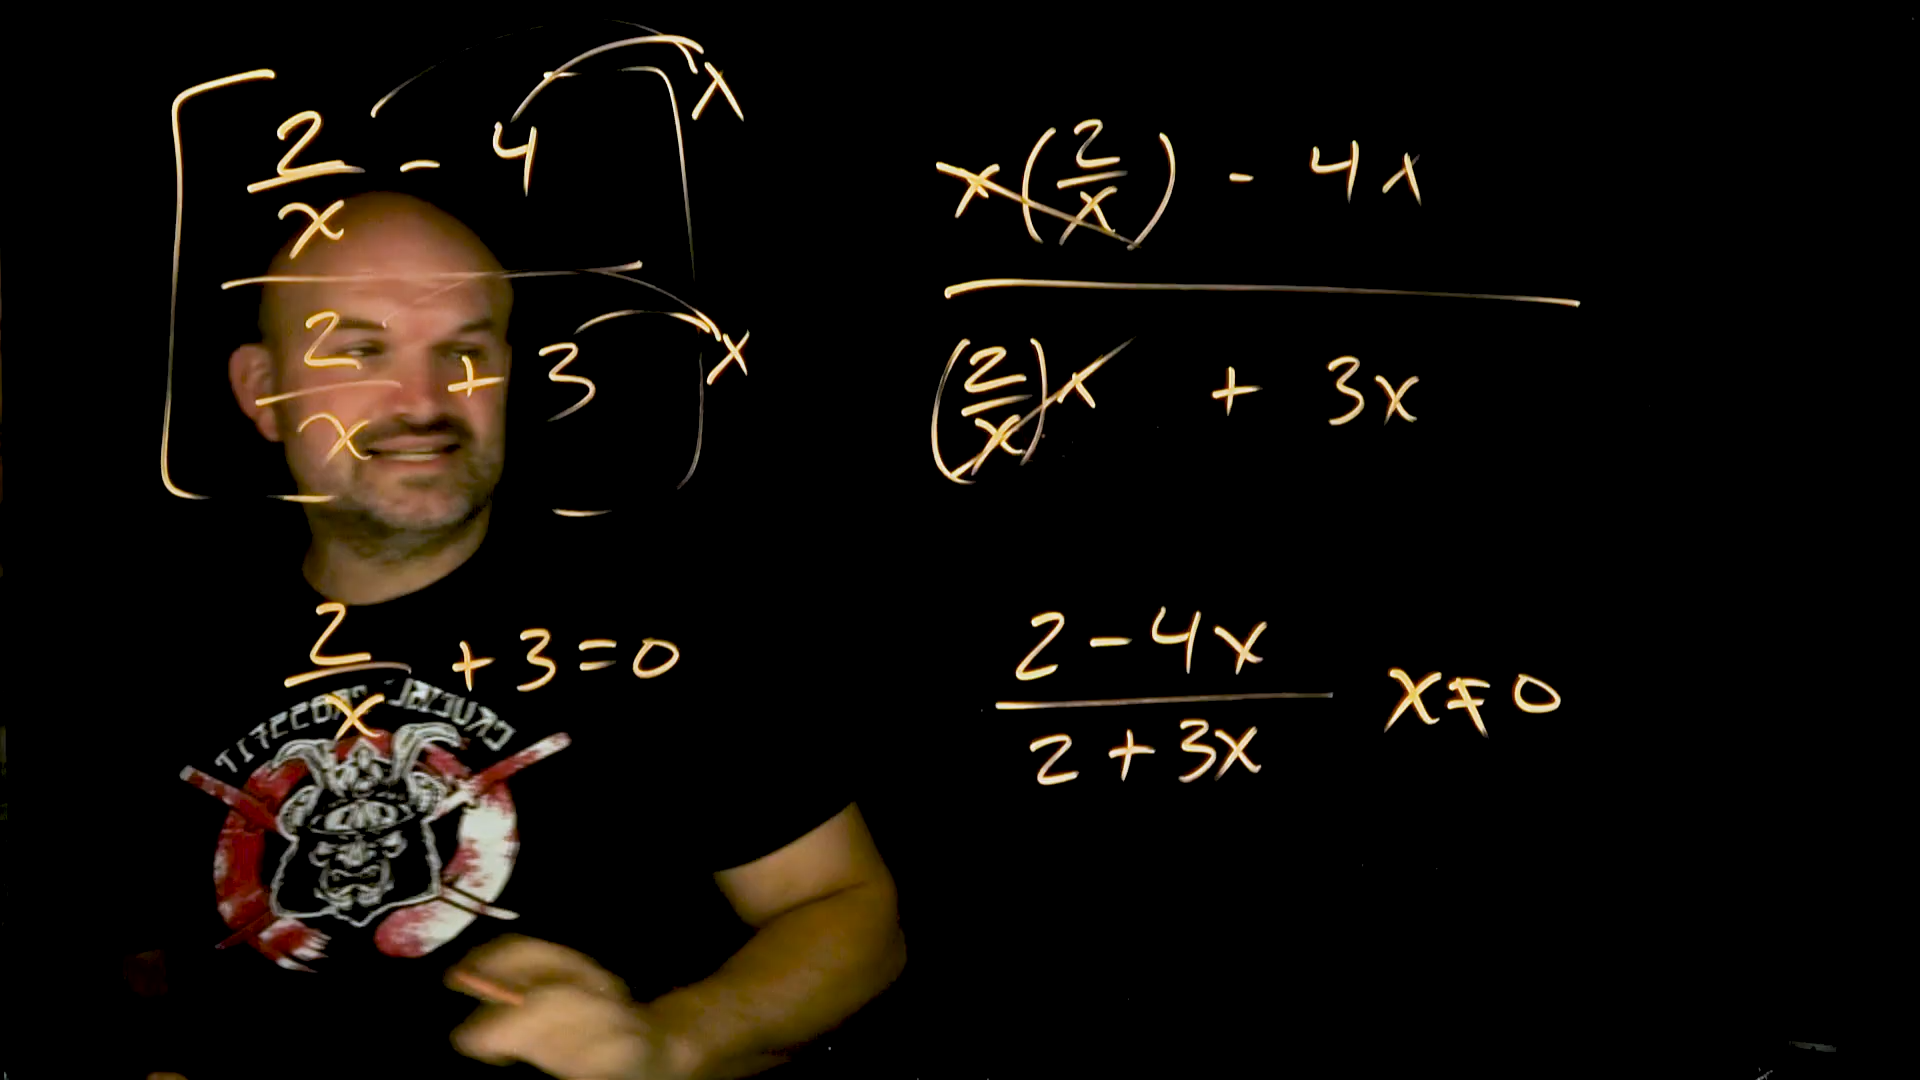 2/x - 4 x
2/x + 3 x
x(2/x) - 4x
(2/x)x + 3x
2/x + 3 = 0
2 - 4x
2 + 3x
x ≠ 0